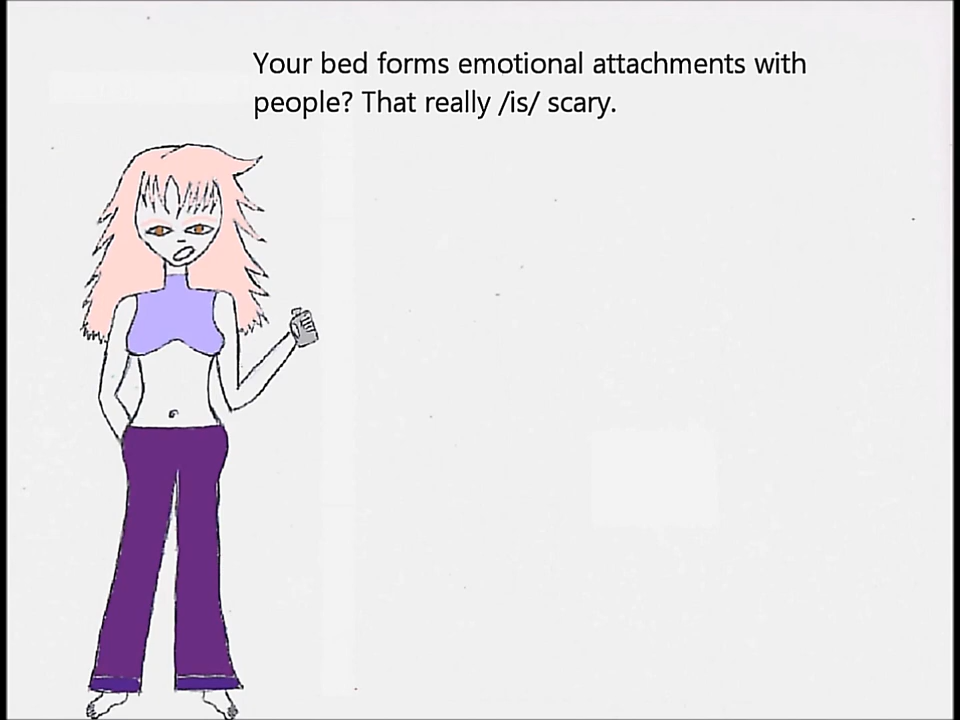 Your bed forms emotional attachments with
people? That really /is/ scary.